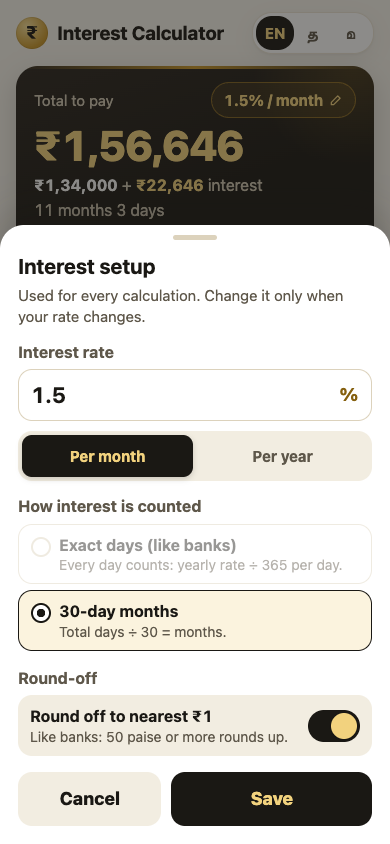 ₹ Interest Calculator EN த മ
Total to pay 1.5% / month
₹1,56,646
₹1,34,000 + ₹22,646 interest
11 months 3 days
Interest setup
Used for every calculation. Change it only when
your rate changes.
Interest rate
1.5 %
Per month Per year
How interest is counted
Exact days (like banks)
Every day counts: yearly rate ÷ 365 per day.
30-day months
Total days ÷ 30 = months.
Round-off
Round off to nearest ₹1
Like banks: 50 paise or more rounds up.
Cancel Save